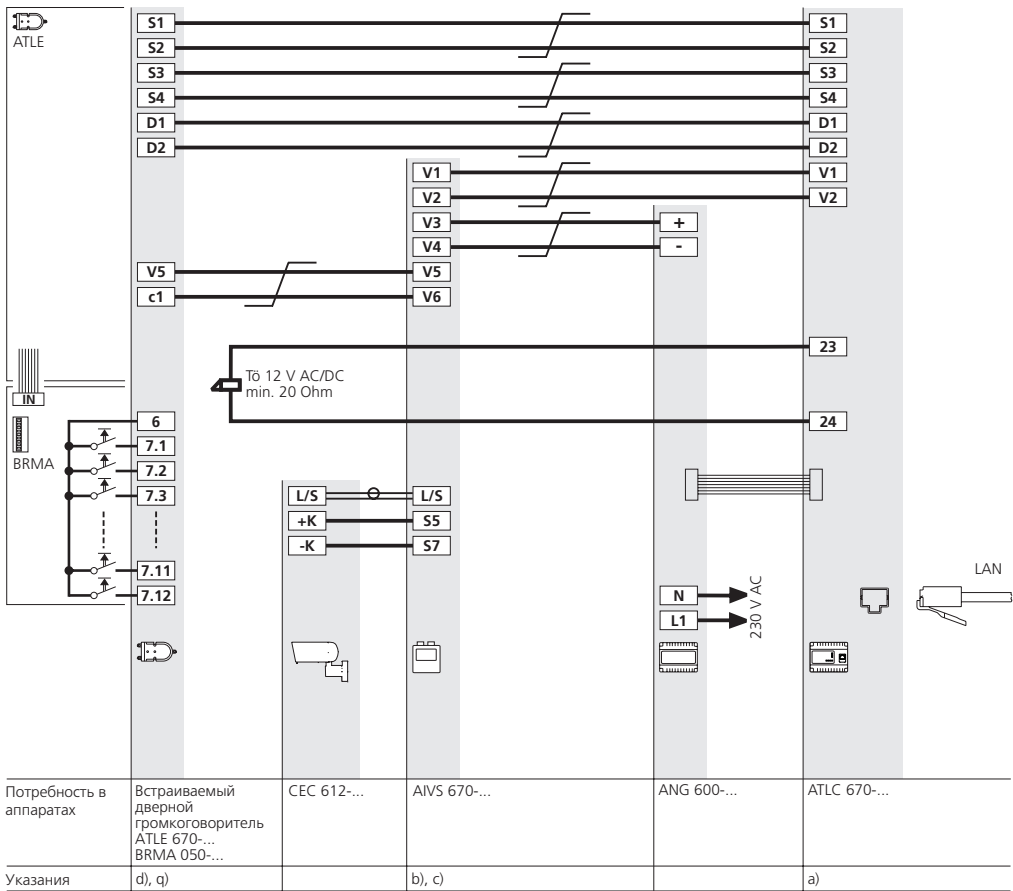 ATLE
S1 S1
S2 S2
S3 S3
S4 S4
D1 D1
D2 D2
V1 V1
V2 V2
V3 +
V4 -
V5 V5
c1 V6
23
Tö 12 V AC/DC
min. 20 Ohm
IN
6 24
7.1
BRMA
7.2
7.3 L/S L/S
+K S5
-K S7
7.11
LAN
7.12 N
L1
230 V AC
Потребность в
аппаратах
Встраиваемый
дверной
громкоговоритель
ATLE 670-...
BRMA 050-...
CEC 612-...
AIVS 670-...
ANG 600-...
ATLC 670-...
Указания d), q) b), c) a)